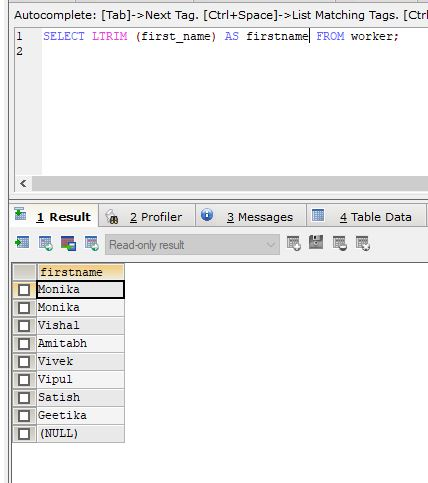 Autocomplete: [Tab]->Next Tag. [Ctrl+Space]->List Matching Tags. [Ctrl
1 SELECT LTRIM (first_name) AS firstname FROM worker;
2
1 Result 2 Profiler 3 Messages 4 Table Data
Read-only result
firstname
Monika
Monika
Vishal
Amitabh
Vivek
Vipul
Satish
Geetika
(NULL)